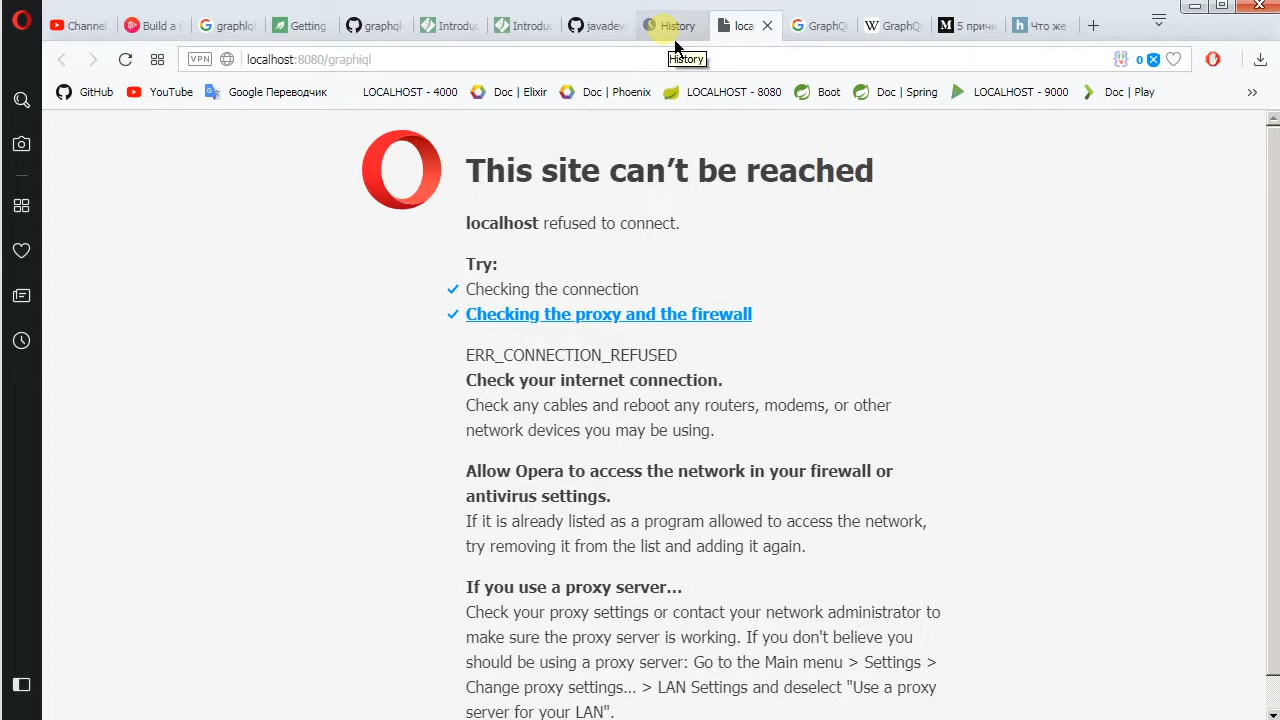 Channel
Build a G
graphiql
Getting
graphql
Introduc
Introduc
javadev
History
loca
GraphQl
GraphQ
5 причи
Что же
VPN
localhost:8080/graphiql
History
0
GitHub
YouTube
Google Переводчик
LOCALHOST - 4000
Doc | Elixir
Doc | Phoenix
LOCALHOST - 8080
Boot
Doc | Spring
LOCALHOST - 9000
Doc | Play
This site can’t be reached
localhost refused to connect.
Try:
Checking the connection
Checking the proxy and the firewall
ERR_CONNECTION_REFUSED
Check your internet connection.
Check any cables and reboot any routers, modems, or other
network devices you may be using.
Allow Opera to access the network in your firewall or
antivirus settings.
If it is already listed as a program allowed to access the network,
try removing it from the list and adding it again.
If you use a proxy server…
Check your proxy settings or contact your network administrator to
make sure the proxy server is working. If you don't believe you
should be using a proxy server: Go to the Main menu > Settings >
Change proxy settings… > LAN Settings and deselect "Use a proxy
server for your LAN".